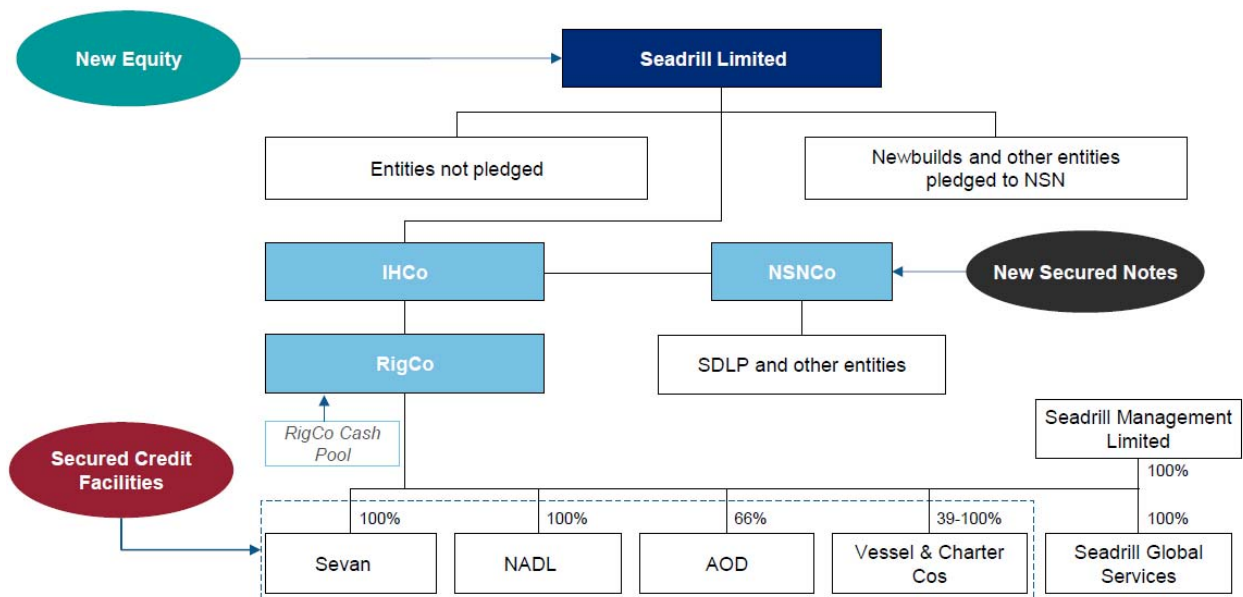 New Equity
Seadrill Limited
Entities not pledged
Newbuilds and other entities
pledged to NSN
IHCo
NSNCo
New Secured Notes
RigCo
SDLP and other entities
RigCo Cash
Pool
Seadrill Management
Limited
Secured Credit
Facilities
100%
100%
100%
66%
39-100%
100%
Sevan
NADL
AOD
Vessel & Charter
Cos
Seadrill Global
Services